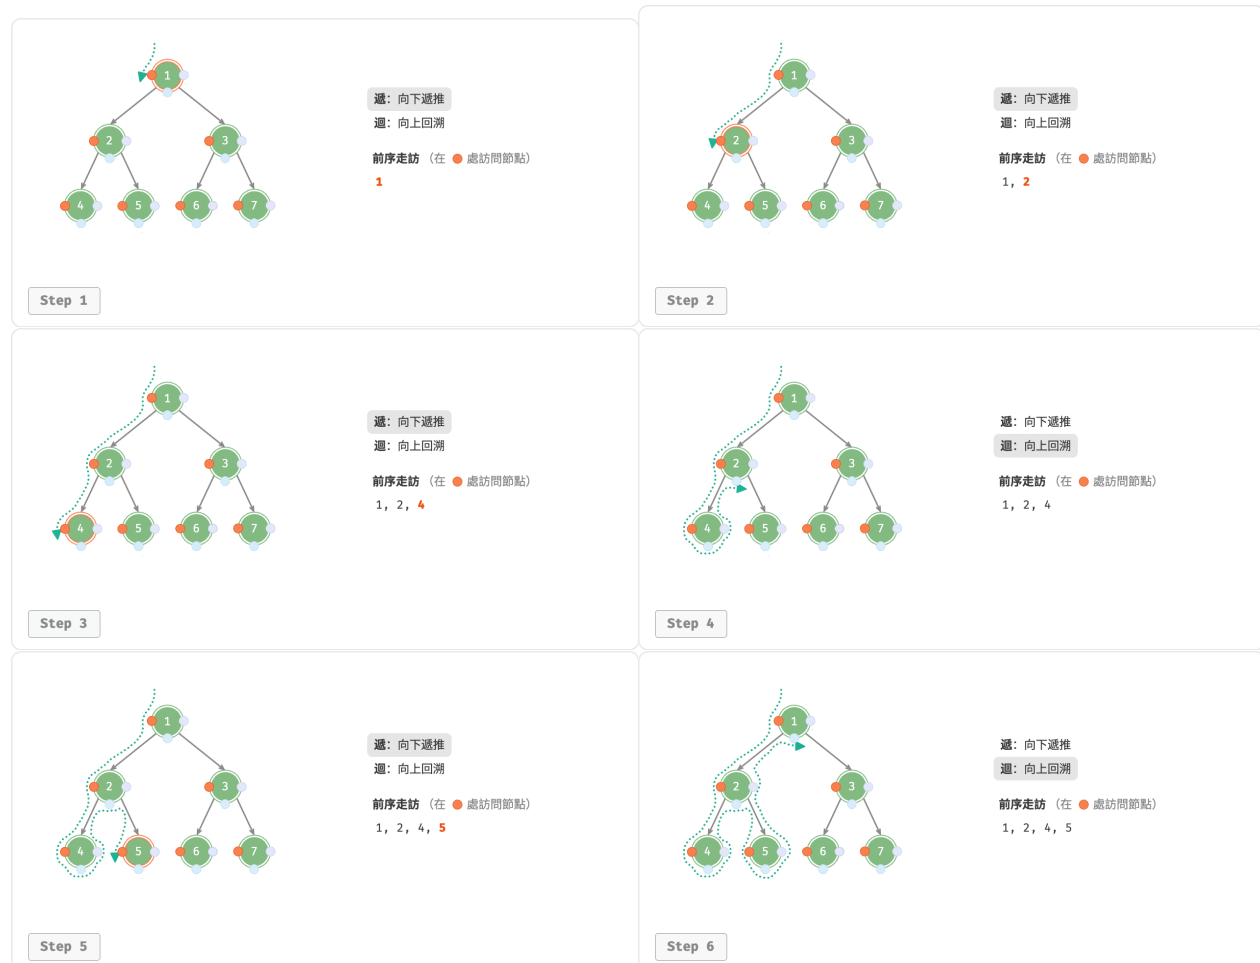 1
遞：向下遞推
2
3
迴：向上回溯
前序走訪（在 處訪問節點）
1
4
5
6
7
Step 1
1
遞：向下遞推
2
3
迴：向上回溯
前序走訪（在 處訪問節點）
1, 2
4
5
6
7
Step 2
1
遞：向下遞推
2
3
迴：向上回溯
前序走訪（在 處訪問節點）
1, 2, 4
4
5
6
7
Step 3
1
遞：向下遞推
2
3
迴：向上回溯
前序走訪（在 處訪問節點）
1, 2, 4
4
5
6
7
Step 4
1
遞：向下遞推
2
3
迴：向上回溯
前序走訪（在 處訪問節點）
1, 2, 4, 5
4
5
6
7
Step 5
1
遞：向下遞推
2
3
迴：向上回溯
前序走訪（在 處訪問節點）
1, 2, 4, 5
4
5
6
7
Step 6